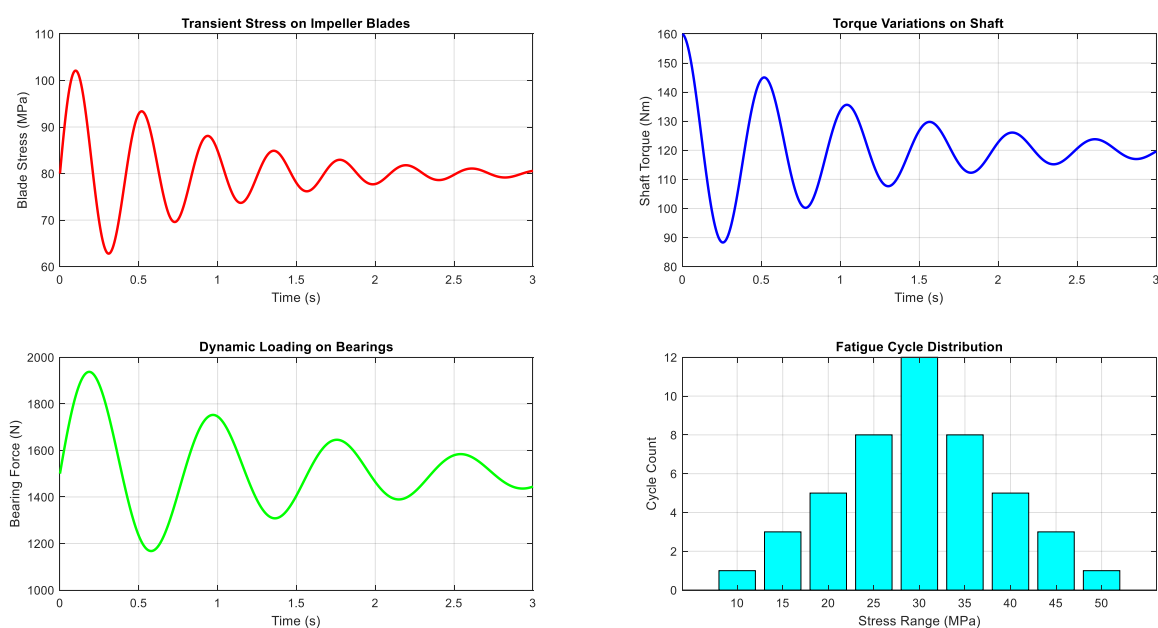 Transient Stress on Impeller Blades
110
100
90
80
70
60
Blade Stress (MPa)
0 0.5 1 1.5 2 2.5 3
Time (s)
Torque Variations on Shaft
160
150
140
130
120
110
100
90
80
Shaft Torque (Nm)
0 0.5 1 1.5 2 2.5 3
Time (s)
Dynamic Loading on Bearings
2000
1800
1600
1400
1200
1000
Bearing Force (N)
0 0.5 1 1.5 2 2.5 3
Time (s)
Fatigue Cycle Distribution
12
10
8
6
4
2
0
Cycle Count
10 15 20 25 30 35 40 45 50
Stress Range (MPa)